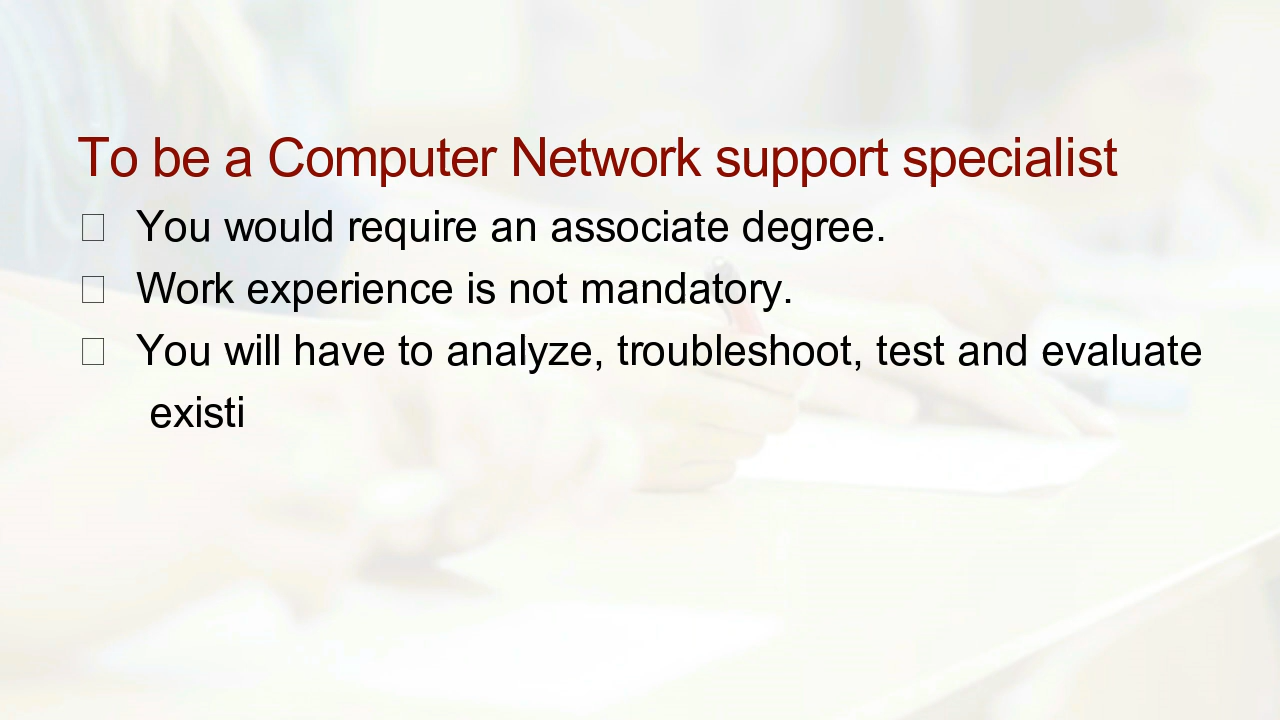 To be a Computer Network support specialist
You would require an associate degree.
Work experience is not mandatory.
You will have to analyze, troubleshoot, test and evaluate
existi